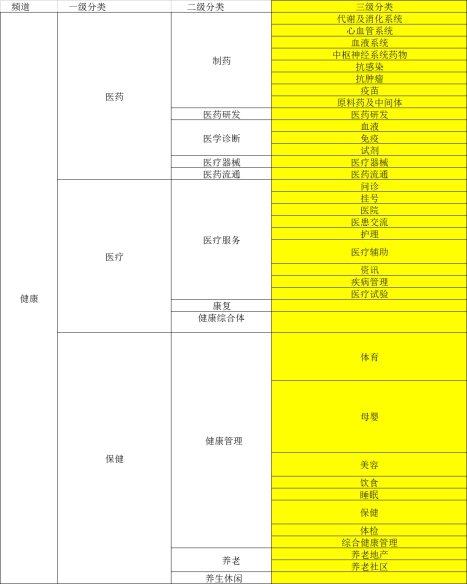 频道 一级分类 二级分类 三级分类
代谢及消化系统
心血管系统
血液系统
中枢神经系统药物
制药
抗感染
抗肿瘤
疫苗
原料药及中间体
医药
医药研发 医药研发
血液
医学诊断 免疫
试剂
医疗器械 医疗器械
医药流通 医药流通
问诊
挂号
医院
医患交流
护理
医疗服务
医疗
医疗辅助
资讯
疾病管理
医疗试验
健康
康复
健康综合体
体育
母婴
健康管理
保健
美容
饮食
睡眠
保健
体检
综合健康管理
养老地产
养老
养老社区
养生休闲